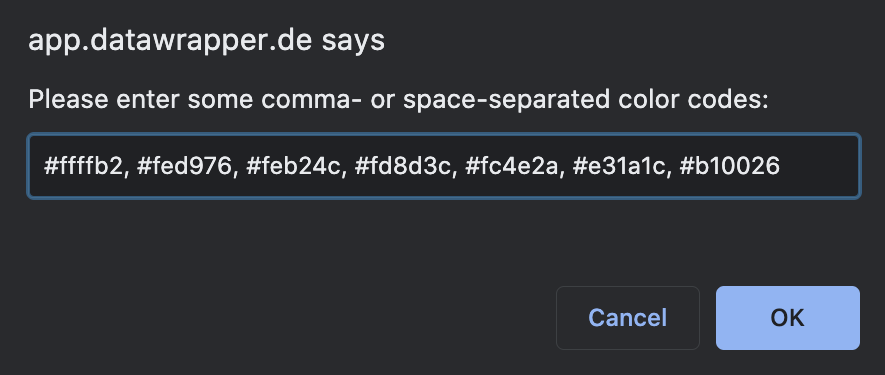 app.datawrapper.de says
Please enter some comma- or space-separated color codes:
#ffffb2, #fed976, #feb24c, #fd8d3c, #fc4e2a, #e31a1c, #b10026
Cancel OK